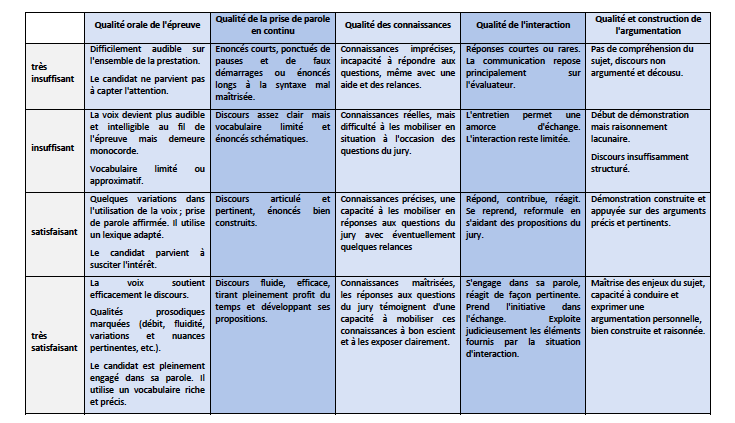 Qualité orale de l'épreuve
Qualité de la prise de parole
en continu
Qualité des connaissances
Qualité de l'interaction
Qualité et construction de
l'argumentation
très
insuffisant
Difficilement audible sur
l'ensemble de la prestation.
Le candidat ne parvient pas
à capter l'attention.
Enoncés courts, ponctués de
pauses et de faux
démarrages ou énoncés
longs à la syntaxe mal
maîtrisée.
Connaissances imprécises,
incapacité à répondre aux
questions, même avec une
aide et des relances.
Réponses courtes ou rares.
La communication repose
principalement sur
l'évaluateur.
Pas de compréhension du
sujet, discours non
argumenté et décousu.
insuffisant
La voix devient plus audible
et intelligible au fil de
l'épreuve mais demeure
monocorde.
Vocabulaire limité ou
approximatif.
Discours assez clair mais
vocabulaire limité et
énoncés schématiques.
Connaissances réelles, mais
difficulté à les mobiliser en
situation à l'occasion des
questions du jury.
L'entretien permet une
amorce d'échange.
L'interaction reste limitée.
Début de démonstration
mais raisonnement
lacunaire.
Discours insuffisamment
structuré.
satisfaisant
Quelques variations dans
l'utilisation de la voix ; prise
de parole affirmée. Il utilise
un lexique adapté.
Le candidat parvient à
susciter l'intérêt.
Discours articulé et
pertinent, énoncés bien
construits.
Connaissances précises, une
capacité à les mobiliser en
réponses aux questions du
jury avec éventuellement
quelques relances
Répond, contribue, réagit.
Se reprend, reformule en
s'aidant des propositions du
jury.
Démonstration construite et
appuyée sur des arguments
précis et pertinents.
très
satisfaisant
La voix soutient
efficacement le discours.
Qualités prosodiques
marquées (débit, fluidité,
variations et nuances
pertinentes, etc.).
Le candidat est pleinement
engagé dans sa parole. Il
utilise un vocabulaire riche
et précis.
Discours fluide, efficace,
tirant pleinement profit du
temps et développant ses
propositions.
Connaissances maîtrisées,
les réponses aux questions
du jury témoignent d'une
capacité à mobiliser ces
connaissances à bon escient
et à les exposer clairement.
S'engage dans sa parole,
réagit de façon pertinente.
Prend l'initiative dans
l'échange. Exploite
judicieusement les éléments
fournis par la situation
d'interaction.
Maîtrise des enjeux du sujet,
capacité à conduire et
exprimer une
argumentation personnelle,
bien construite et raisonnée.